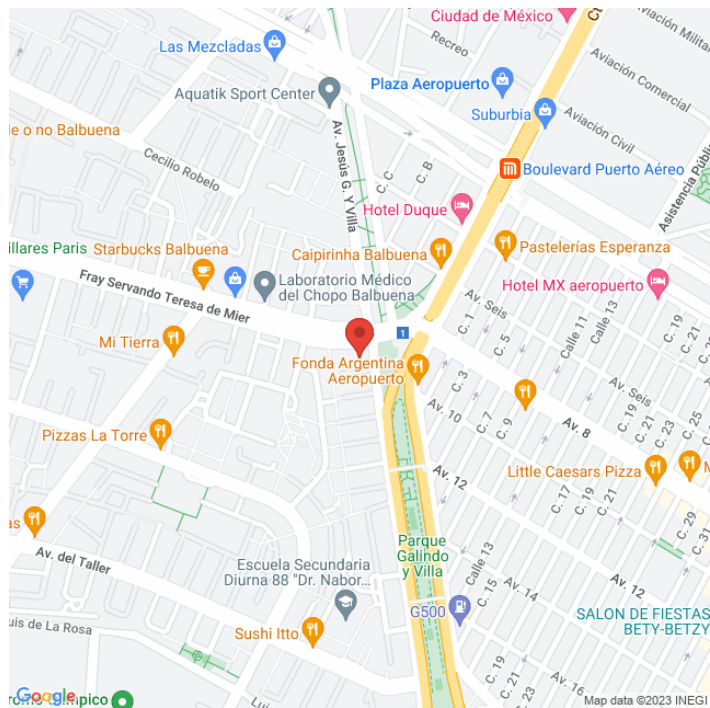 Ciudad de México
Aviación Militar
Recreo
Las Mezcladas
Aviación Comercial
Plaza Aeropuerto
Aquatik Sport Center
Suburbia
Aviación Civil
Av. Jesús G. Y Villa
e o no Balbuena
C. C
C. B
Cecilio Robelo
Boulevard Puerto Aéreo
Asistencia Públi
Hotel Duque
illares Paris
Starbucks Balbuena
Caipirinha Balbuena
Pastelerías Esperanza
Laboratorio Médico
del Chopo Balbuena
Hotel MX aeropuerto
Fray Servando Teresa de Mier
Av. Seis
C. 1
Calle 11
Calle 13
C. 19
C. 21
1
Mi Tierra
C. 5
Fonda Argentina
Aeropuerto
C. 3
Av. Seis
Av. 10
C. 7
C. 9
Av. 8
C. 19
C. 21
C. 23
C. 25
Pizzas La Torre
Av. 12
Little Caesars Pizza
M
C. 17
C. 19
C. 21
C. 29
C. 31
as
Av. del Taller
Parque
Galindo
y Villa
Calle 13
C. 15
Av. 12
Escuela Secundaria
Diurna 88 "Dr. Nabor...
Av. 14
G500
SALON DE FIESTAS
BETY-BETZY
uis de La Rosa
Sushi Itto
C. 19
C. 21
C. 23
Av. 16
Luis
Google
Map data ©2023 INEGI